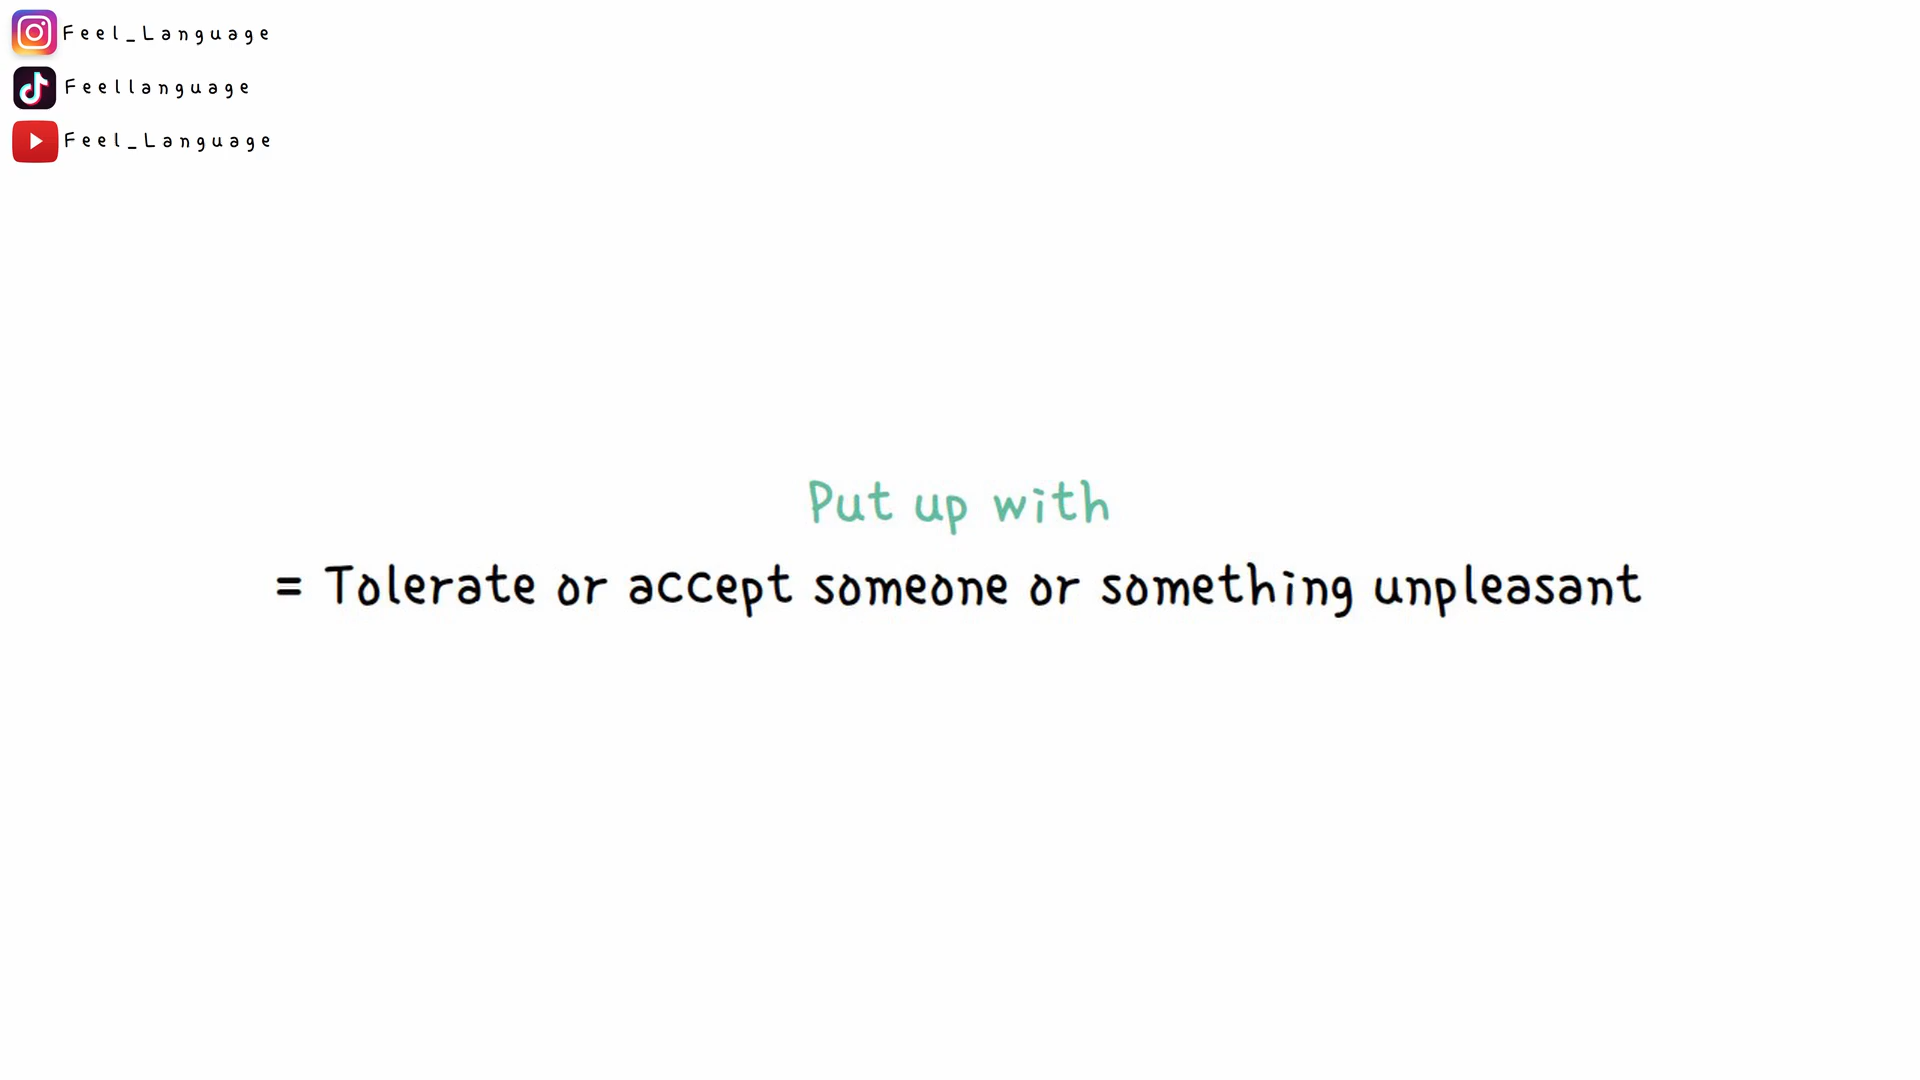 Feel_Language
Feellanguage
Feel_Language
Put up with
= Tolerate or accept someone or something unpleasant